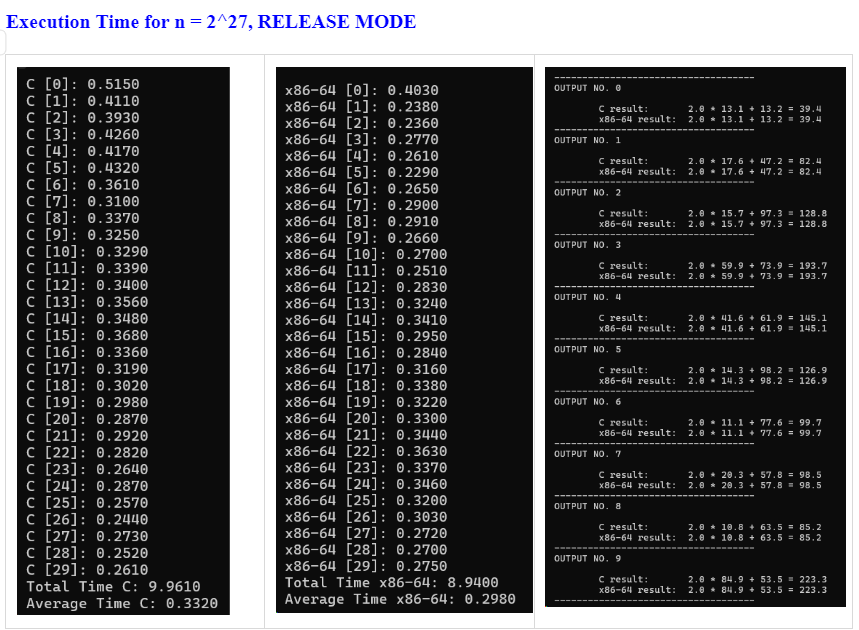 Execution Time for n = 2^27, RELEASE MODE
C [0]: 0.5150
C [1]: 0.4110
C [2]: 0.3930
C [3]: 0.4260
C [4]: 0.4170
C [5]: 0.4320
C [6]: 0.3610
C [7]: 0.3100
C [8]: 0.3370
C [9]: 0.3250
C [10]: 0.3290
C [11]: 0.3390
C [12]: 0.3400
C [13]: 0.3560
C [14]: 0.3480
C [15]: 0.3680
C [16]: 0.3360
C [17]: 0.3190
C [18]: 0.3020
C [19]: 0.2980
C [20]: 0.2870
C [21]: 0.2920
C [22]: 0.2820
C [23]: 0.2640
C [24]: 0.2870
C [25]: 0.2570
C [26]: 0.2440
C [27]: 0.2730
C [28]: 0.2520
C [29]: 0.2610
Total Time C: 9.9610
Average Time C: 0.3320
x86-64 [0]: 0.4030
x86-64 [1]: 0.2380
x86-64 [2]: 0.2360
x86-64 [3]: 0.2770
x86-64 [4]: 0.2610
x86-64 [5]: 0.2290
x86-64 [6]: 0.2650
x86-64 [7]: 0.2900
x86-64 [8]: 0.2910
x86-64 [9]: 0.2660
x86-64 [10]: 0.2700
x86-64 [11]: 0.2510
x86-64 [12]: 0.2830
x86-64 [13]: 0.3240
x86-64 [14]: 0.3410
x86-64 [15]: 0.2950
x86-64 [16]: 0.2840
x86-64 [17]: 0.3160
x86-64 [18]: 0.3380
x86-64 [19]: 0.3220
x86-64 [20]: 0.3300
x86-64 [21]: 0.3440
x86-64 [22]: 0.3630
x86-64 [23]: 0.3370
x86-64 [24]: 0.3460
x86-64 [25]: 0.3200
x86-64 [26]: 0.3030
x86-64 [27]: 0.2720
x86-64 [28]: 0.2700
x86-64 [29]: 0.2750
Total Time x86-64: 8.9400
Average Time x86-64: 0.2980
-----------------------------------
OUTPUT NO. 0
C result: 2.0 * 13.1 + 13.2 = 39.4
x86-64 result: 2.0 * 13.1 + 13.2 = 39.4
-----------------------------------
OUTPUT NO. 1
C result: 2.0 * 17.6 + 47.2 = 82.4
x86-64 result: 2.0 * 17.6 + 47.2 = 82.4
-----------------------------------
OUTPUT NO. 2
C result: 2.0 * 15.7 + 97.3 = 128.8
x86-64 result: 2.0 * 15.7 + 97.3 = 128.8
-----------------------------------
OUTPUT NO. 3
C result: 2.0 * 59.9 + 73.9 = 193.7
x86-64 result: 2.0 * 59.9 + 73.9 = 193.7
-----------------------------------
OUTPUT NO. 4
C result: 2.0 * 41.6 + 61.9 = 145.1
x86-64 result: 2.0 * 41.6 + 61.9 = 145.1
-----------------------------------
OUTPUT NO. 5
C result: 2.0 * 14.3 + 98.2 = 126.9
x86-64 result: 2.0 * 14.3 + 98.2 = 126.9
-----------------------------------
OUTPUT NO. 6
C result: 2.0 * 11.1 + 77.6 = 99.7
x86-64 result: 2.0 * 11.1 + 77.6 = 99.7
-----------------------------------
OUTPUT NO. 7
C result: 2.0 * 20.3 + 57.8 = 98.5
x86-64 result: 2.0 * 20.3 + 57.8 = 98.5
-----------------------------------
OUTPUT NO. 8
C result: 2.0 * 10.8 + 63.5 = 85.2
x86-64 result: 2.0 * 10.8 + 63.5 = 85.2
-----------------------------------
OUTPUT NO. 9
C result: 2.0 * 84.9 + 53.5 = 223.3
x86-64 result: 2.0 * 84.9 + 53.5 = 223.3
-----------------------------------